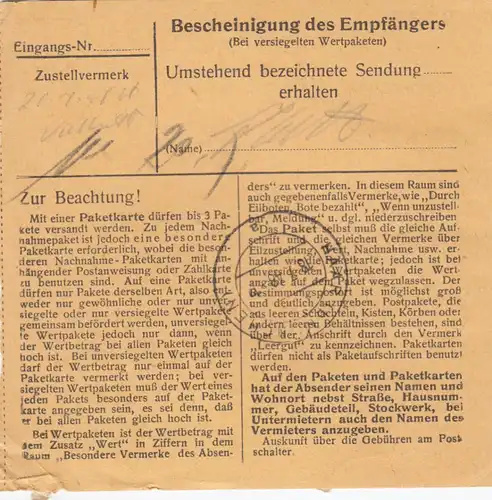 Bescheinigung des Empfängers
(Bei versiegelten Wertpaketen)
Eingangs-Nr.
Zustellvermerk
Umstehend bezeichnete Sendung
erhalten
(Name)
Zur Beachtung!
Mit einer Paketkarte dürfen bis 3 Pa-
kete versandt werden. Zu jedem Nach-
nahmepaket ist jedoch eine besondere
Paketkarte erforderlich, wobei die beson-
deren Nachnahme-Paketkarten mit an-
hängender Postanweisung oder Zahlkarte
zu benutzen sind. Auf eine Paketkarte
dürfen nur Pakete derselben Art, also ent-
weder nur gewöhnliche oder nur unver-
siegelte oder nur versiegelte Wertpakete
gemeinsam befördert werden, unversiegel-
te Wertpakete jedoch nur dann, wenn
der Wertbetrag bei allen Paketen gleich
hoch ist. Bei unversiegelten Wertpaketen
darf der Wertbetrag nur einmal auf der
Paketkarte vermerkt werden; bei ver-
siegelten Wertpaketen muß der Wert eines
jeden Pakets besonders auf der Paket-
karte angegeben sein, es sei denn, daß
er bei allen Paketen gleich hoch ist.
Bei Wertpaketen ist der Wertbetrag mit
dem Zusatz „Wert" in Ziffern in dem
Raum „Besondere Vermerke des Absen-
ders" zu vermerken. In diesem Raum sind
auch gegebenenfalls Vermerke, wie „Durch
Eilboten, Bote bezahlt", „Wenn unzustell-
bar, Meldung" u. dgl. niederzuschreiben
Das Paket selbst muß die gleiche Auf-
schrift und die gleichen Vermerke über
Eilzustellung, Wert, Nachnahme usw. er-
halten wie die Paketkarte; jedoch ist bei
unversiegelten Wertpaketen die Wert-
angabe auf dem Paket wegzulassen. Der
Bestimmungspostort ist möglichst groß
und deutlich anzugeben. Postpakete, die
aus leeren Schachteln, Kisten, Körben oder
andern leeren Behältnissen bestehen, sind
über der Aufschrift durch den Vermerk
„Leergut" zu kennzeichnen. Paketkarten
dürfen nicht als Paketaufschriften benutzt
werden.
Auf den Paketen und Paketkarten
hat der Absender seinen Namen und
Wohnort nebst Straße, Hausnum-
mer, Gebäudeteil, Stockwerk, bei
Untermietern auch den Namen des
Vermieters anzugeben.
Auskunft über die Gebühren am Post-
schalter.